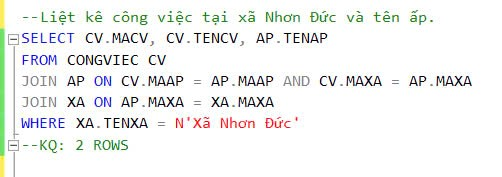 --Liệt kê công việc tại xã Nhơn Đức và tên ấp.
SELECT CV.MACV, CV.TENCV, AP.TENAP
FROM CONGVIEC CV
JOIN AP ON CV.MAAP = AP.MAAP AND CV.MAXA = AP.MAXA
JOIN XA ON AP.MAXA = XA.MAXA
WHERE XA.TENXA = N'Xã Nhơn Đức'
--KQ: 2 ROWS